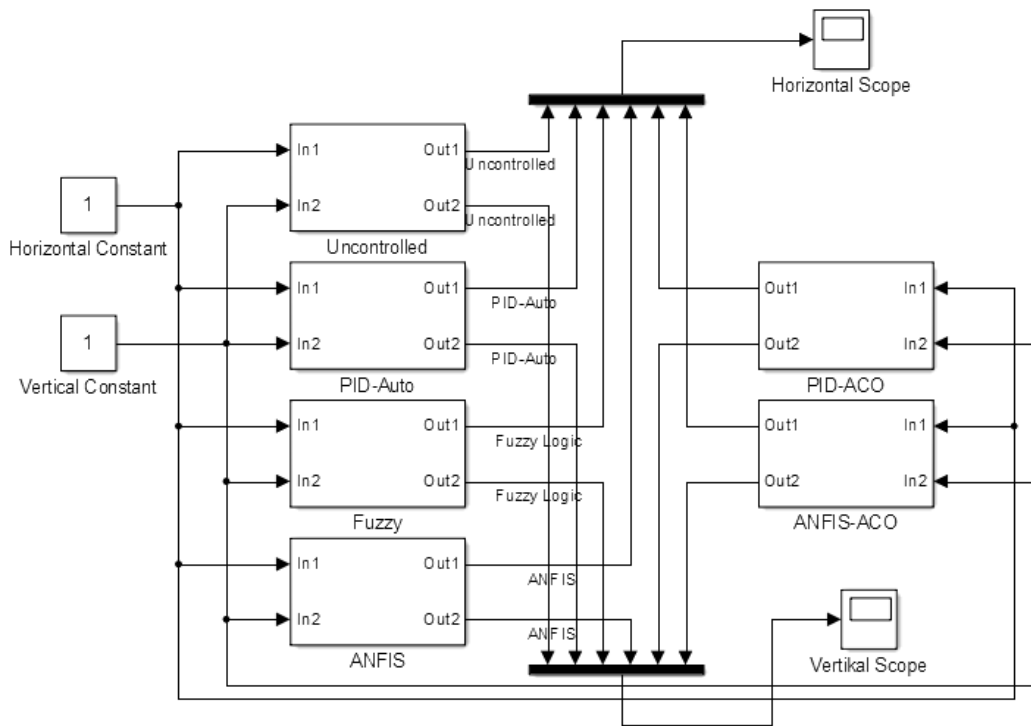 Horizontal Scope
In1
Out1
Uncontrolled
In2
Out2
Uncontrolled
Uncontrolled
1
Horizontal Constant
In1
Out1
PID-Auto
In2
Out2
PID-Auto
PID-Auto
1
Vertical Constant
Out1
In1
Out2
In2
PID-ACO
In1
Out1
Fuzzy Logic
In2
Out2
Fuzzy Logic
Fuzzy
Out1
In1
Out2
In2
ANFIS-ACO
In1
Out1
ANFIS
In2
Out2
ANFIS
ANFIS
Vertikal Scope